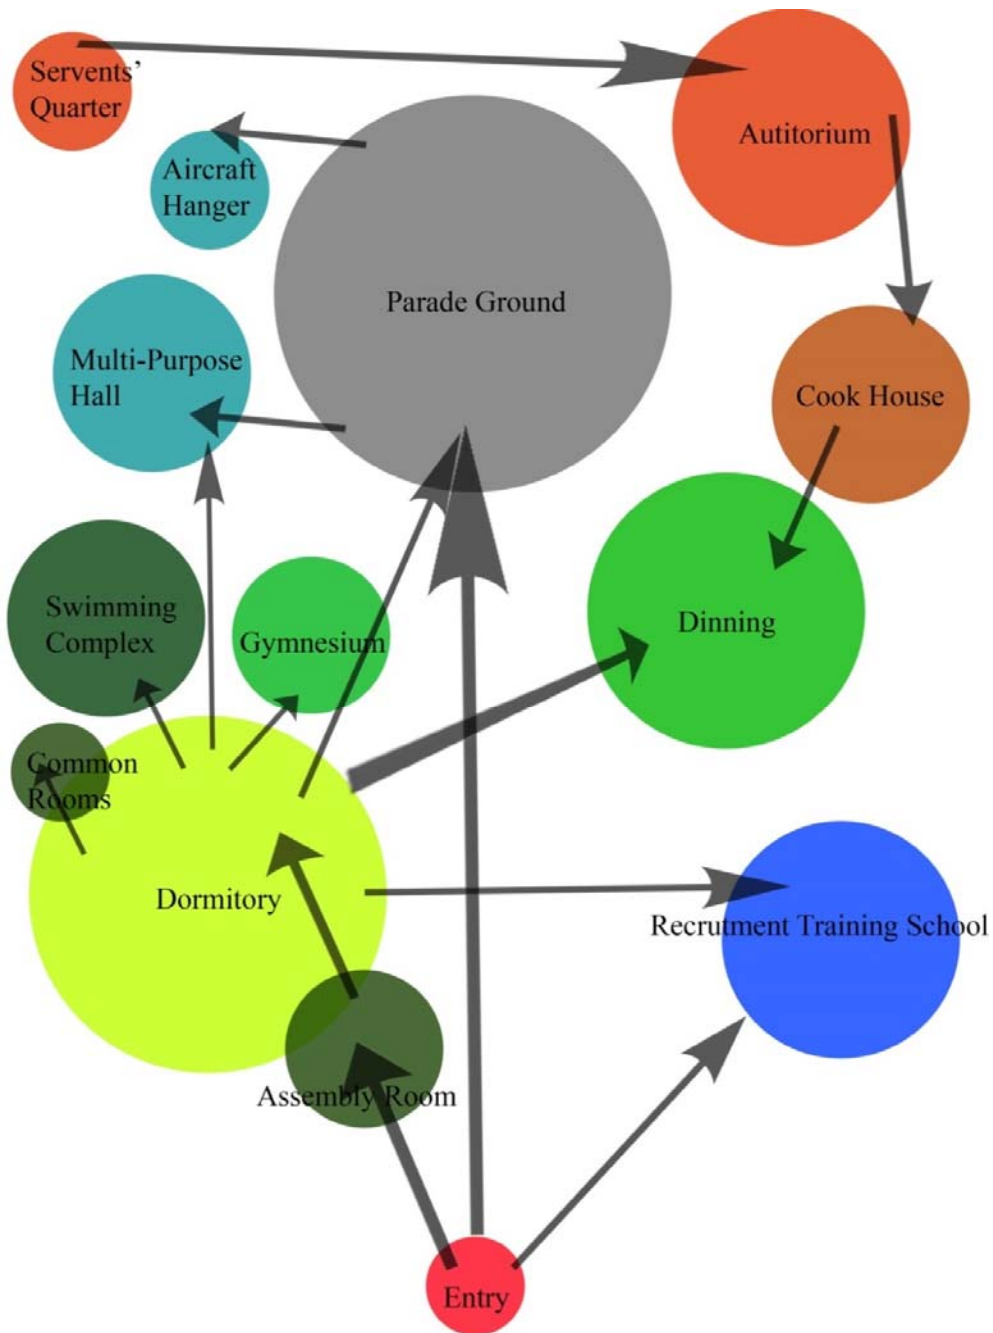 Servents'
Quarter
Autitorium
Aircraft
Hanger
Parade Ground
Multi-Purpose
Hall
Cook House
Swimming
Complex
Gymnesium
Dinning
Common
Rooms
Dormitory
Recrutment Training School
Assembly Room
Entry